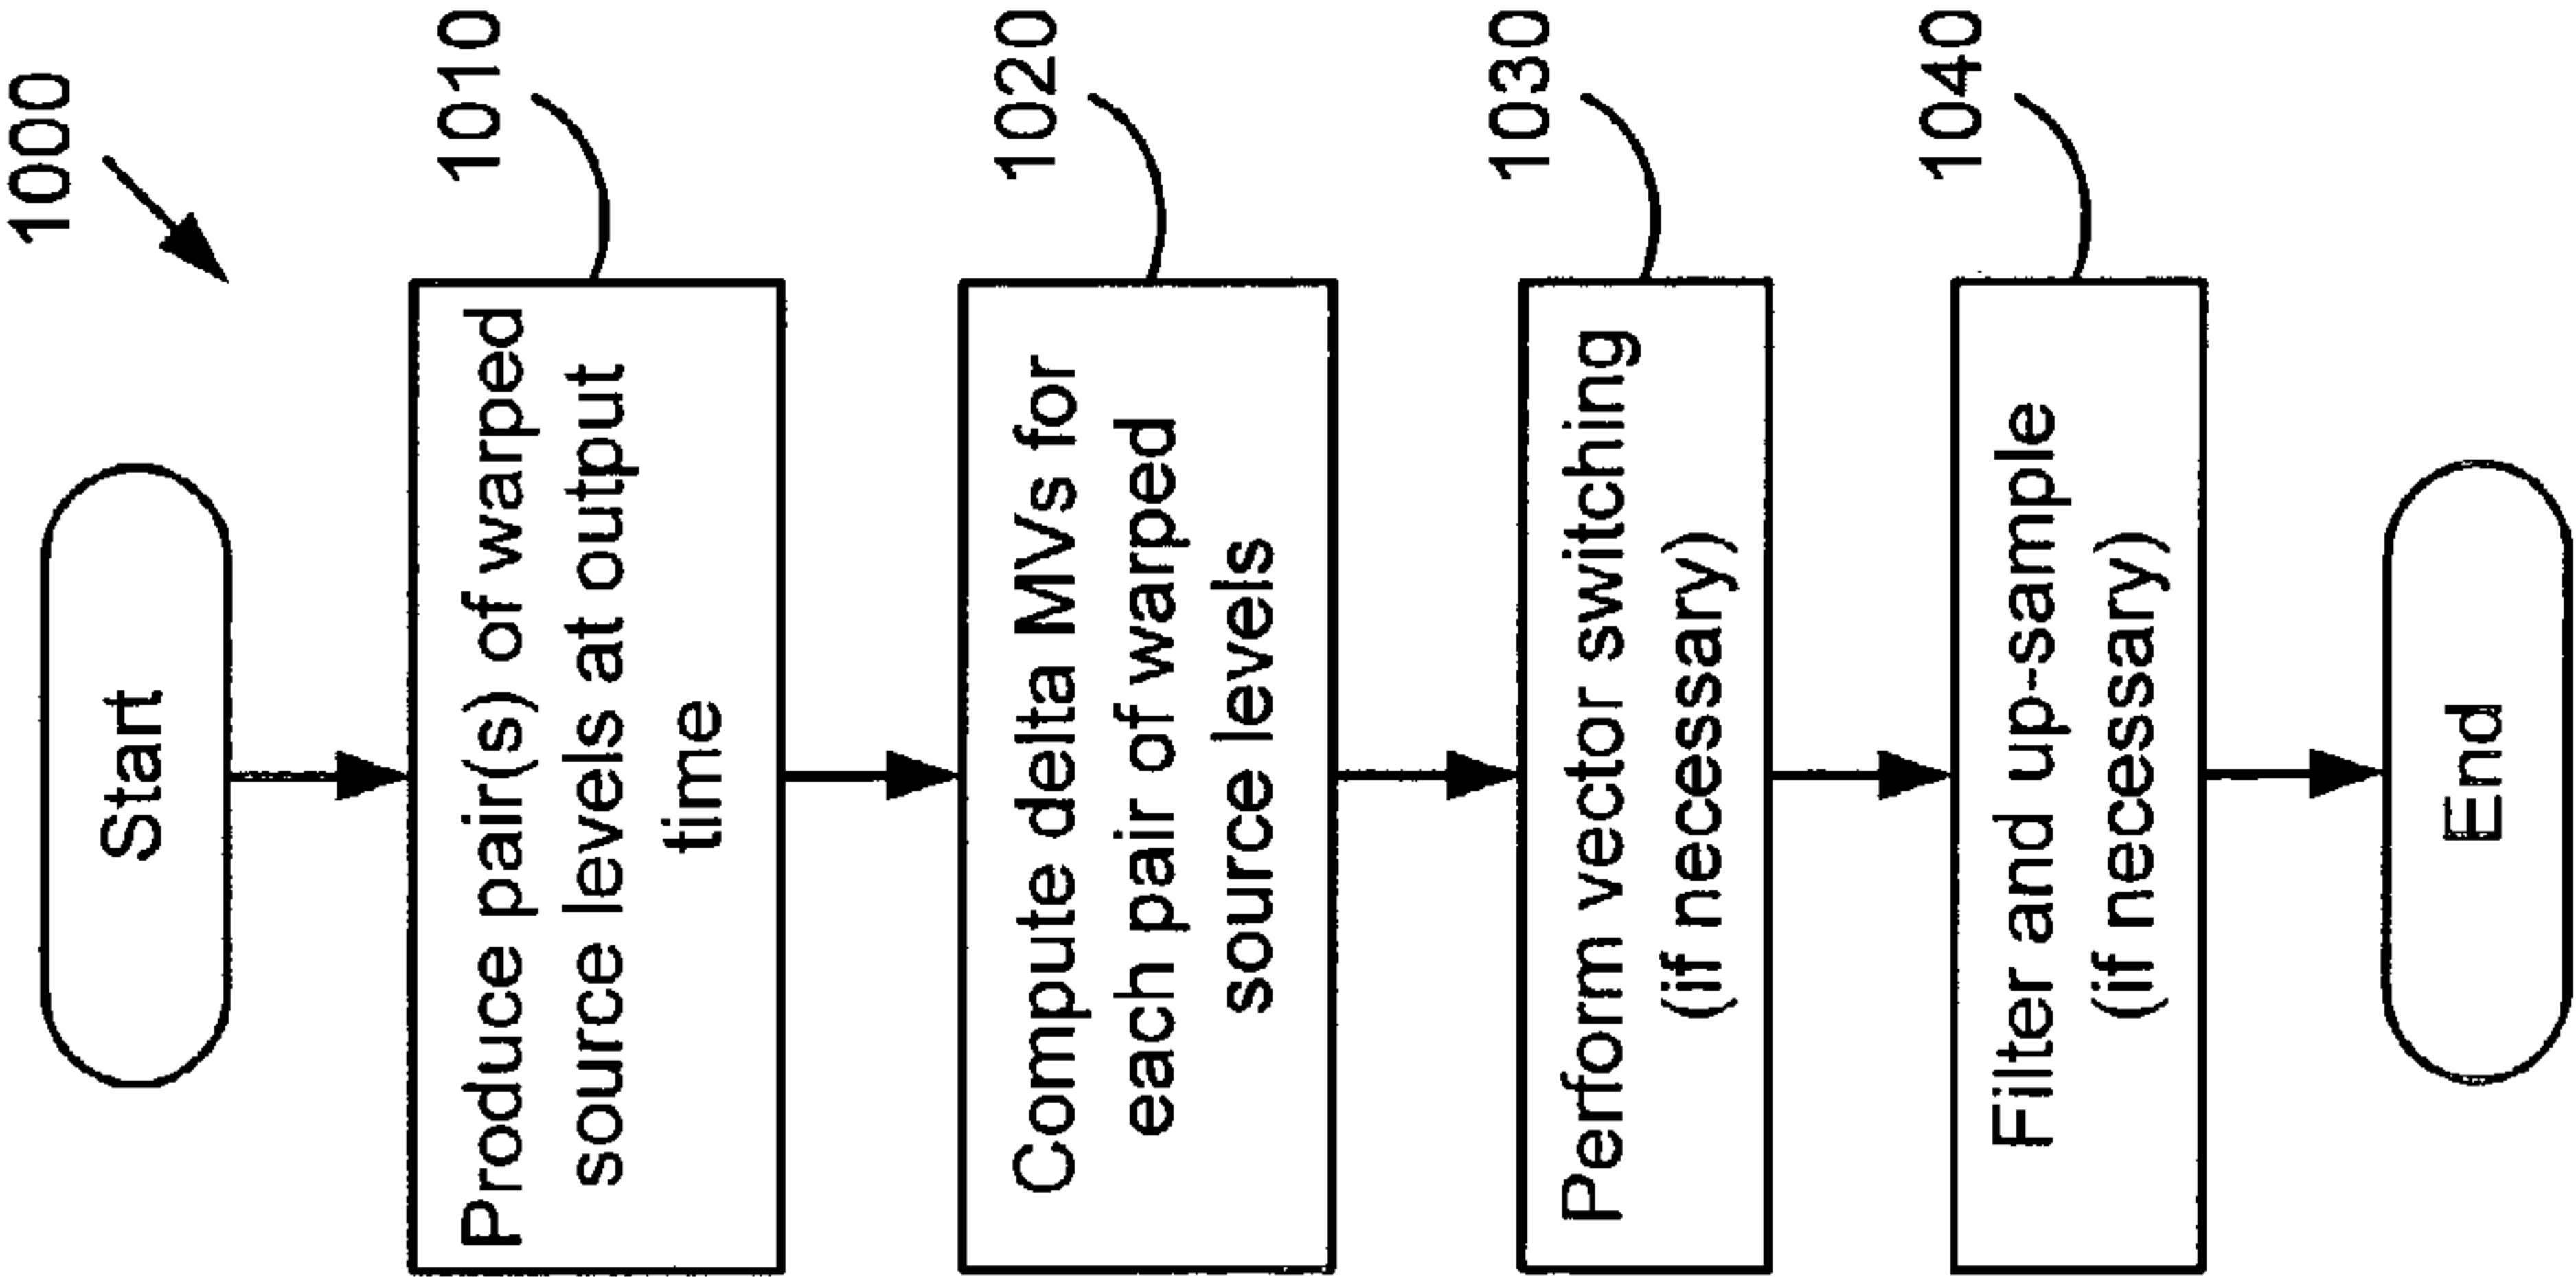 1000
Start
Produce pair(s) of warped
source levels at output
time
1010
Compute delta MVs for
each pair of warped
source levels
1020
Perform vector switching
(if necessary)
1030
Filter and up-sample
(if necessary)
1040
End